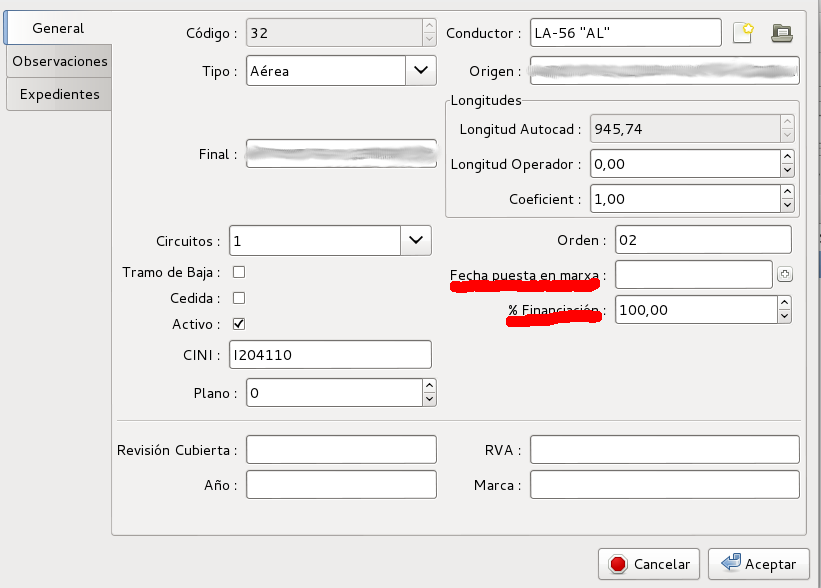 General
Observaciones
Expedientes
Código : 32
Conductor : LA-56 "AL"
Tipo : Aérea
Origen :
Longitudes
Longitud Autocad : 945,74
Final :
Longitud Operador : 0,00
Coeficient : 1,00
Circuitos : 1
Orden : 02
Tramo de Baja :
Fecha puesta en marxa :
Cedida :
% Financiación : 100,00
Activo :
CINI : I204110
Plano : 0
Revisión Cubierta :
RVA :
Año :
Marca :
Cancelar
Aceptar